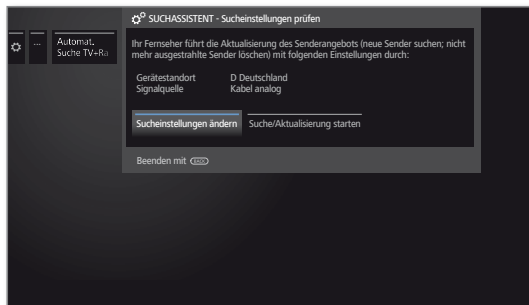 SUCHASSISTENT - Sucheinstellungen prüfen
...
Automat.
Suche TV+Ra
Ihr Fernseher führt die Aktualisierung des Senderangebots (neue Sender suchen; nicht
mehr ausgestrahlte Sender löschen) mit folgenden Einstellungen durch:
Gerätestandort D Deutschland
Signalquelle Kabel analog
Sucheinstellungen ändern Suche/Aktualisierung starten
Beenden mit